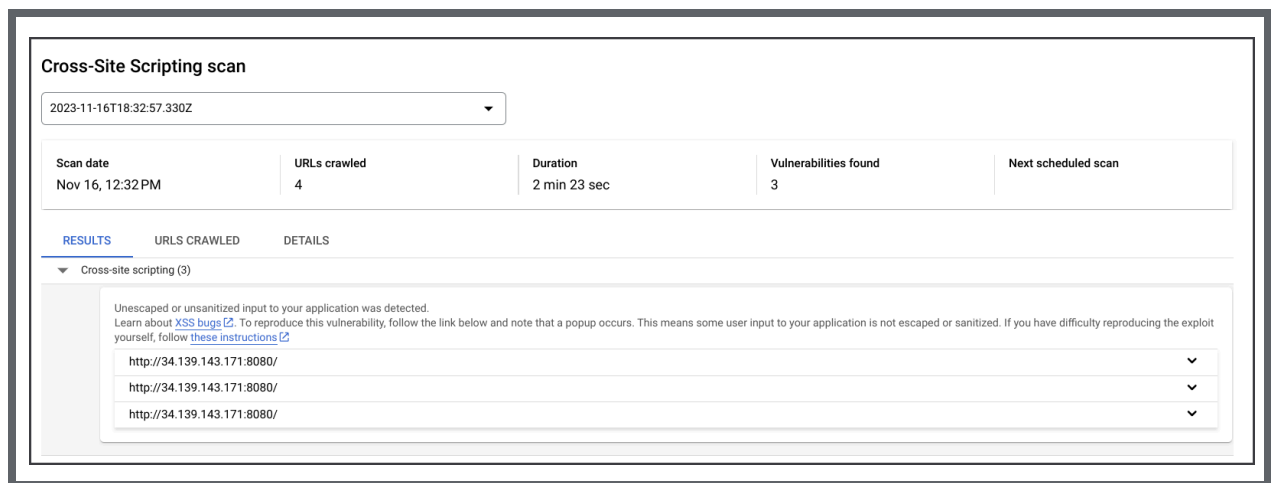 Cross-Site Scripting scan
2023-11-16T18:32:57.330Z
Scan date
URLs crawled
Duration
Vulnerabilities found
Next scheduled scan
Nov 16, 12:32 PM
4
2 min 23 sec
3
RESULTS
URLS CRAWLED
DETAILS
Cross-site scripting (3)
Unescaped or unsanitized input to your application was detected.
Learn about XSS bugs. To reproduce this vulnerability, follow the link below and note that a popup occurs. This means some user input to your application is not escaped or sanitized. If you have difficulty reproducing the exploit
yourself, follow these instructions
http://34.139.143.171:8080/
http://34.139.143.171:8080/
http://34.139.143.171:8080/